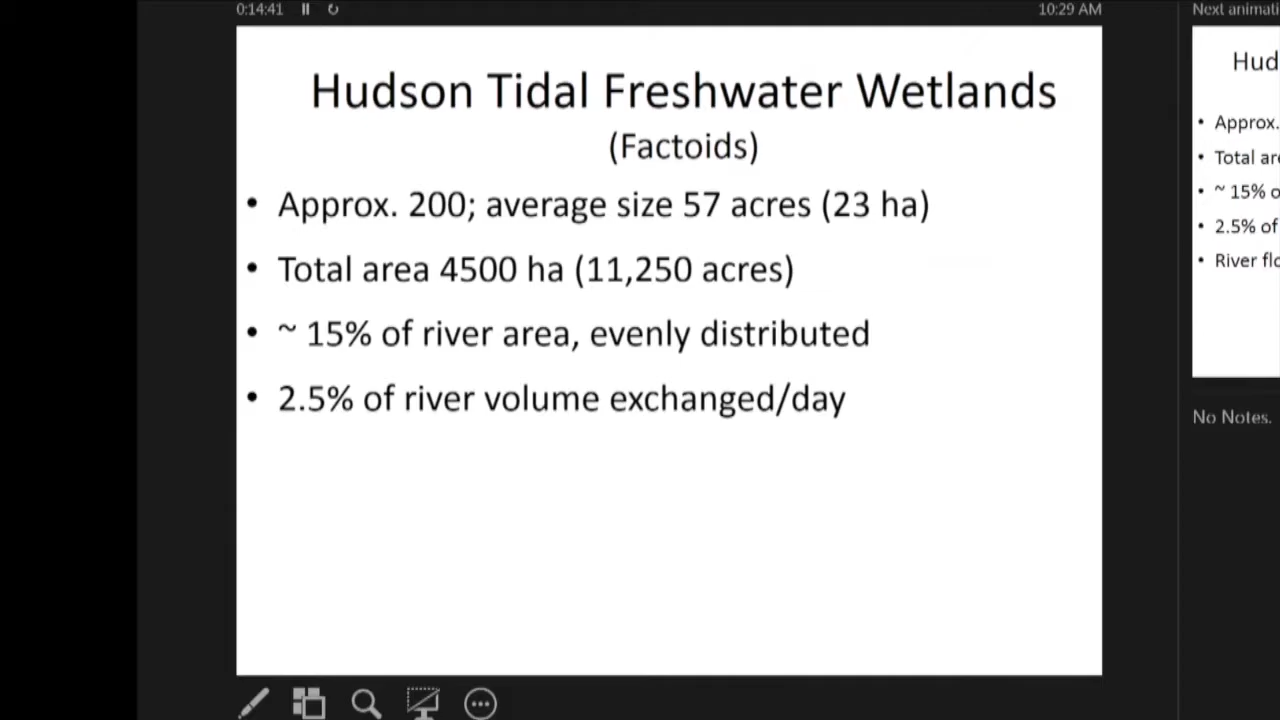 0:14:41
10:29 AM
Next animati
Hudson Tidal Freshwater Wetlands
(Factoids)
• Approx. 200; average size 57 acres (23 ha)
• Total area 4500 ha (11,250 acres)
• ~ 15% of river area, evenly distributed
• 2.5% of river volume exchanged/day
Hud
• Approx.
• Total are
• ~ 15% o
• 2.5% of
• River flo
No Notes.